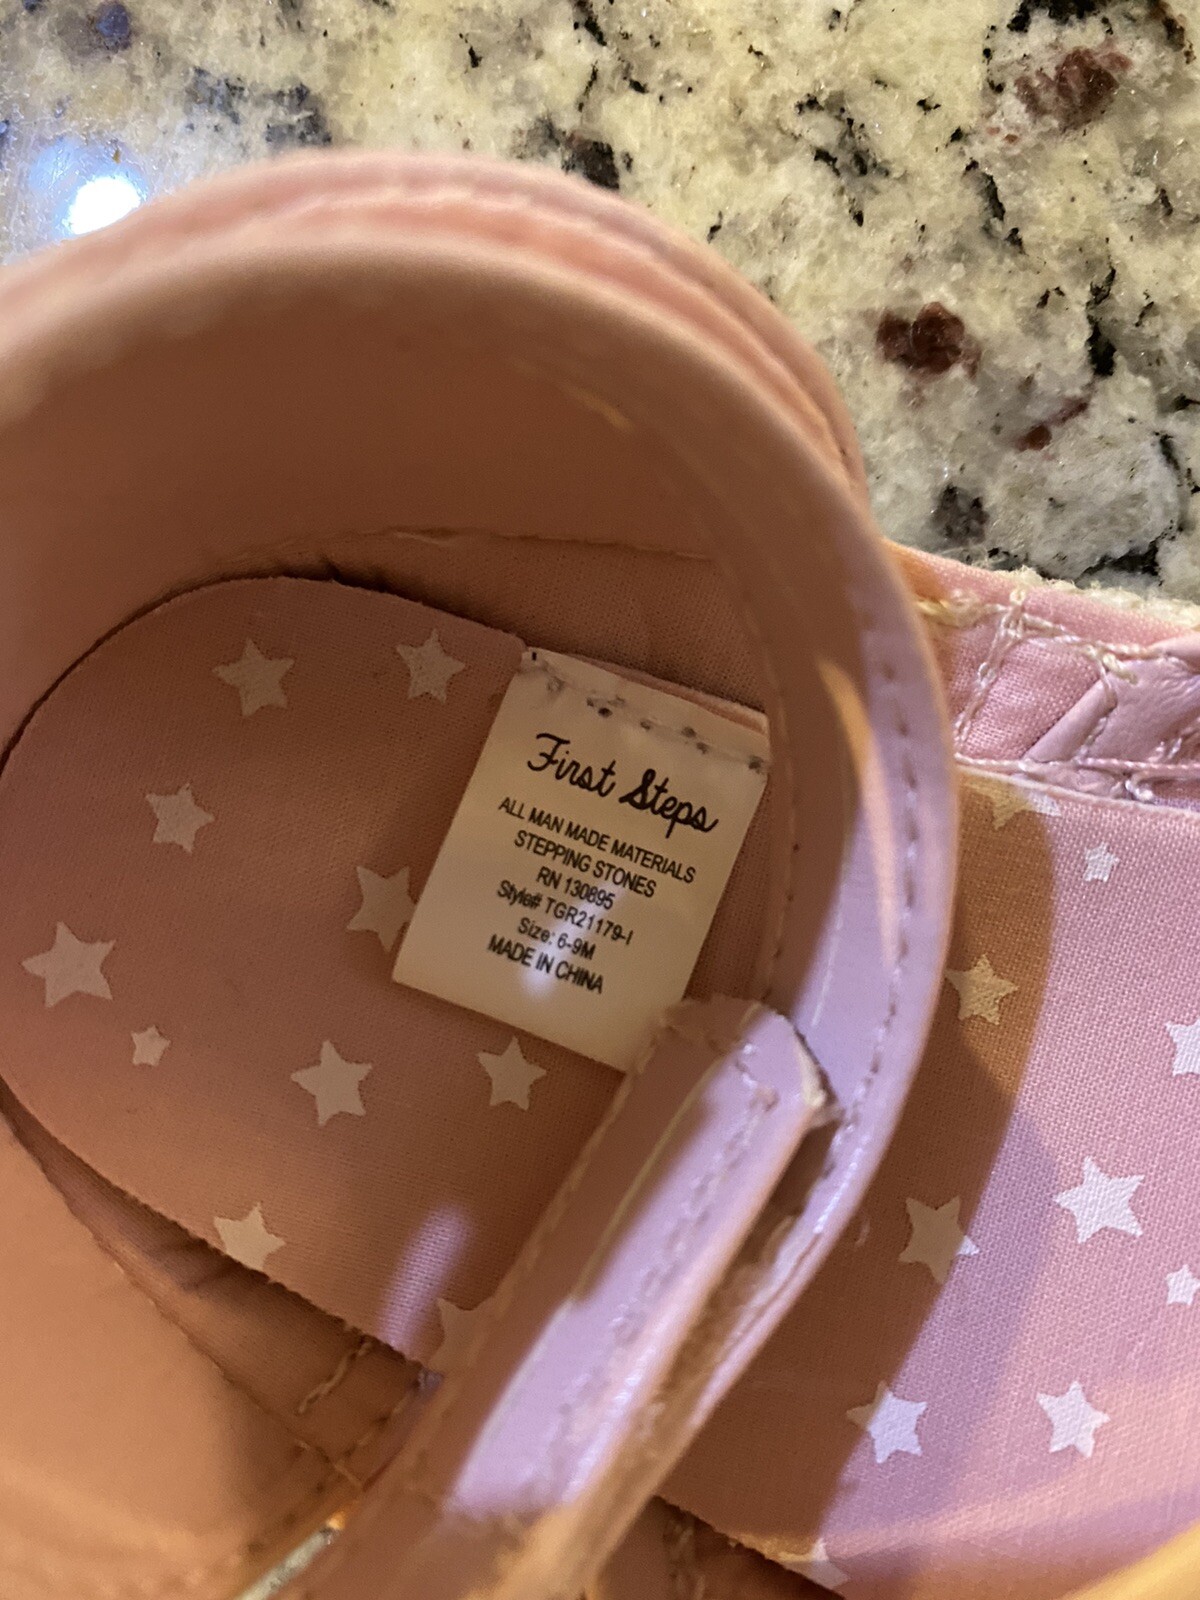 First Steps
ALL MAN MADE MATERIALS
STEPPING STONES
RN 130895
Style# TGR21179-I
Size: 6-9M
MADE IN CHINA